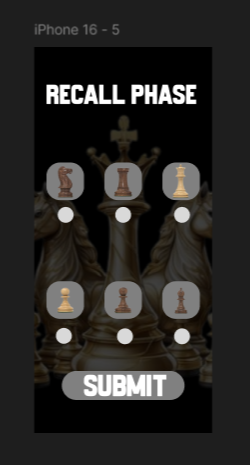 iPhone 16 - 5
RECALL PHASE
SUBMIT